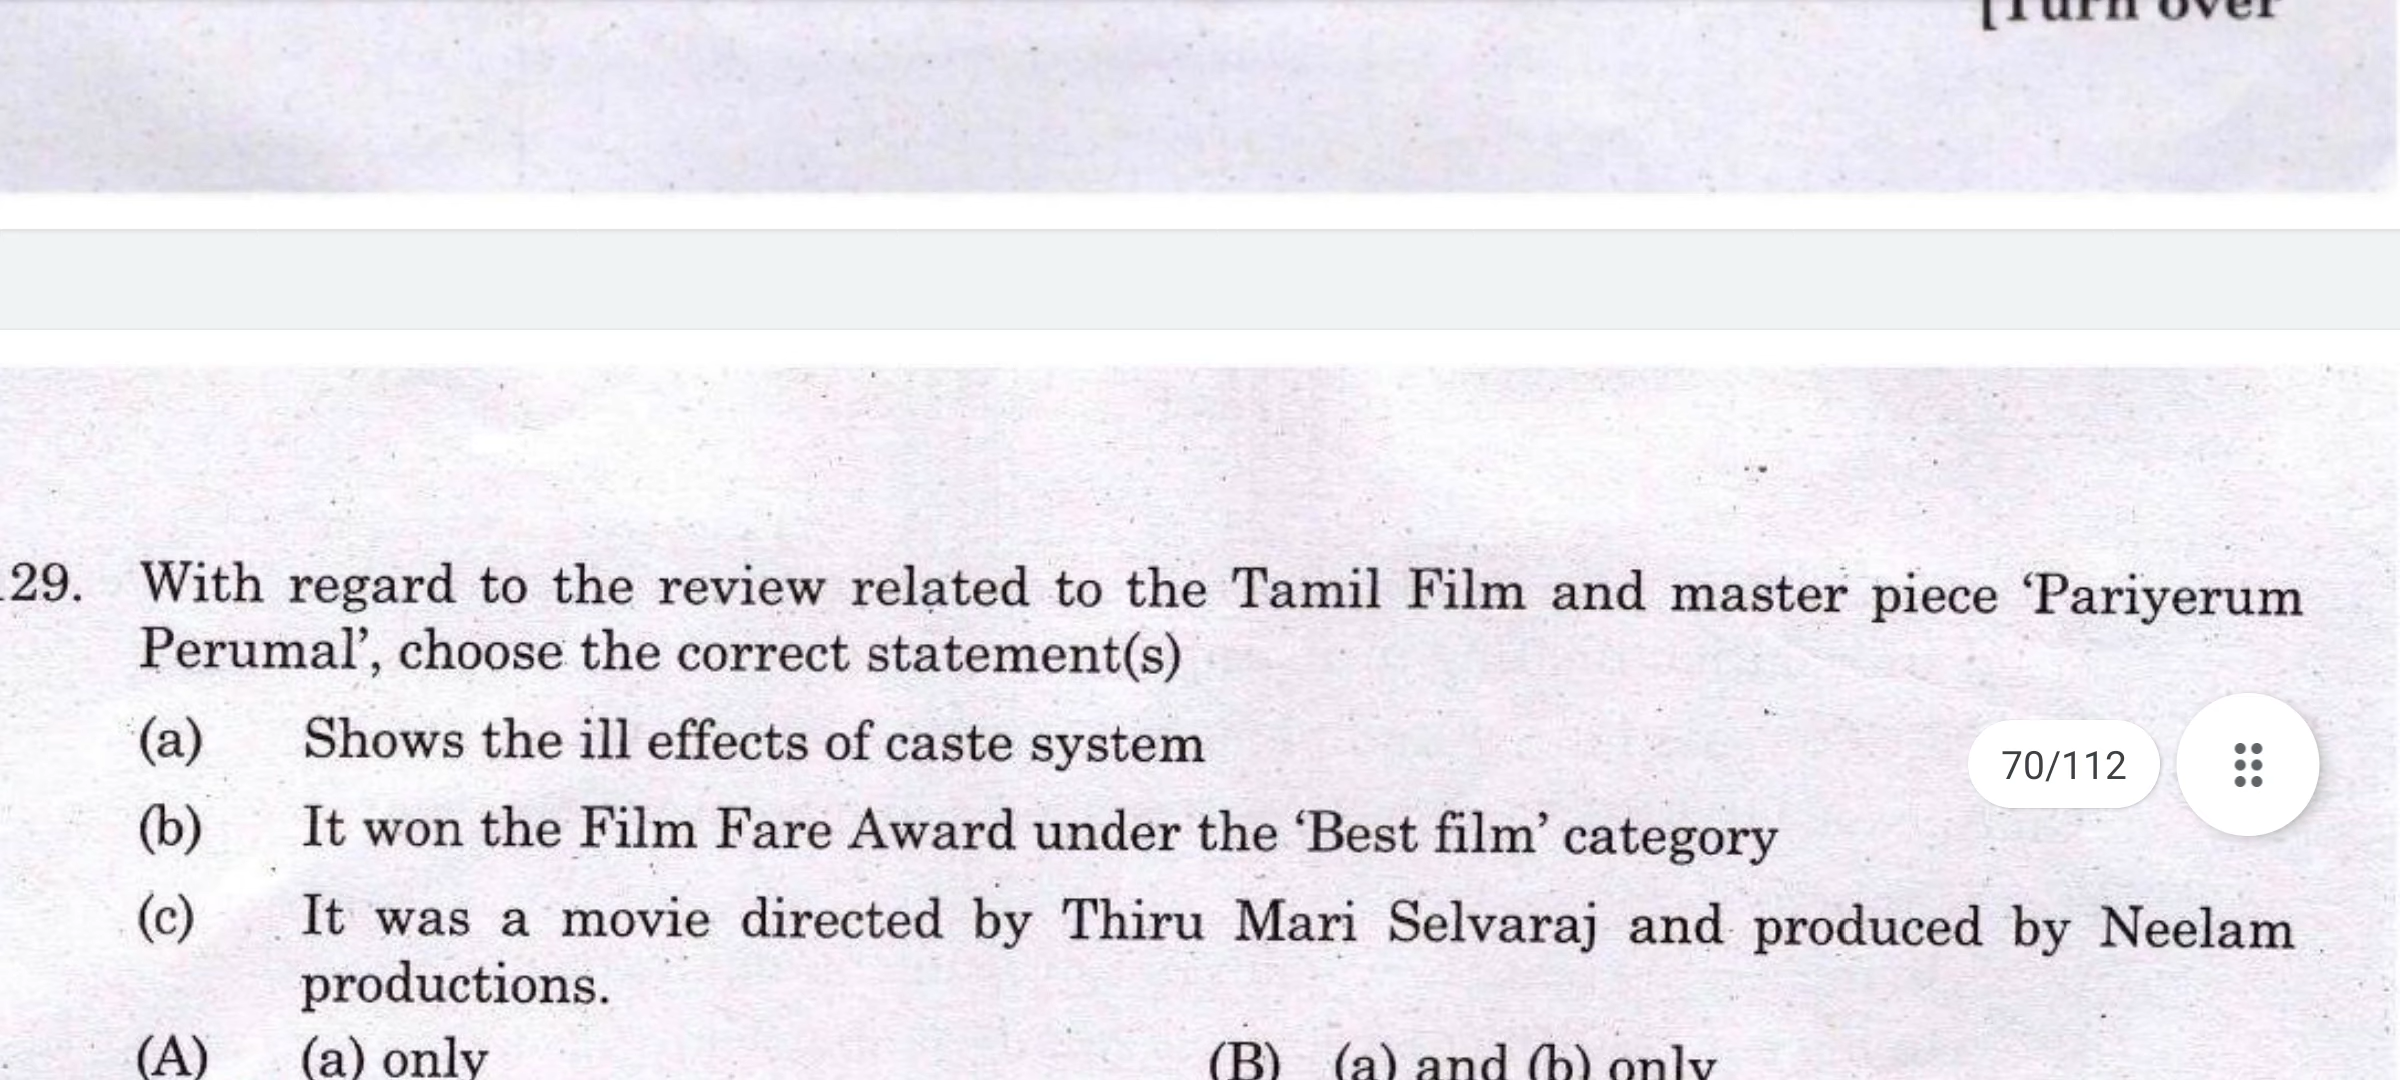 [Turn over
29. With regard to the review related to the Tamil Film and master piece ‘Pariyerum
Perumal’, choose the correct statement(s)
(a) Shows the ill effects of caste system
70/112
(b) It won the Film Fare Award under the ‘Best film’ category
(c) It was a movie directed by Thiru Mari Selvaraj and produced by Neelam
productions.
(A) (a) only (B) (a) and (b) only